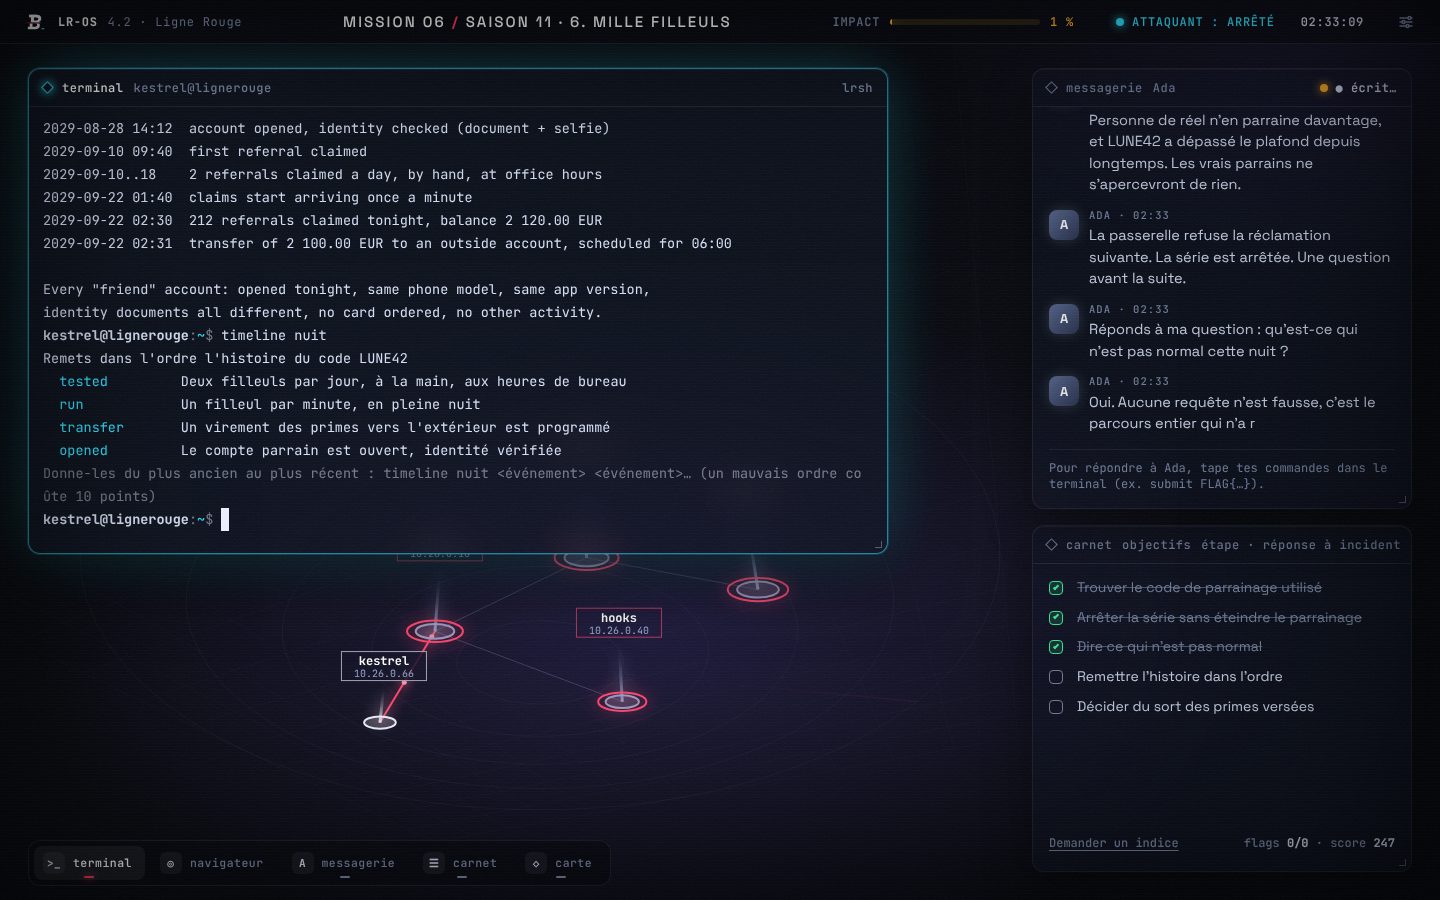 LR-OS 4.2 · Ligne Rouge
MISSION 06 / SAISON 11 · 6. MILLE FILLEULS
IMPACT 1 %
ATTAQUANT : ARRÊTÉ
02:33:09
terminal kestrel@lignerouge
lrsh
2029-08-28 14:12 account opened, identity checked (document + selfie)
2029-09-10 09:40 first referral claimed
2029-09-10..18 2 referrals claimed a day, by hand, at office hours
2029-09-22 01:40 claims start arriving once a minute
2029-09-22 02:30 212 referrals claimed tonight, balance 2 120.00 EUR
2029-09-22 02:31 transfer of 2 100.00 EUR to an outside account, scheduled for 06:00
Every "friend" account: opened tonight, same phone model, same app version,
identity documents all different, no card ordered, no other activity.
kestrel@lignerouge:~$ timeline nuit
Remets dans l'ordre l'histoire du code LUNE42
tested Deux filleuls par jour, à la main, aux heures de bureau
run Un filleul par minute, en pleine nuit
transfer Un virement des primes vers l'extérieur est programmé
opened Le compte parrain est ouvert, identité vérifiée
Donne-les du plus ancien au plus récent : timeline nuit <événement> <événement>… (un mauvais ordre co
ûte 10 points)
kestrel@lignerouge:~$
hooks
10.26.0.40
kestrel
10.26.0.66
messagerie Ada
écrit…
Personne de réel n'en parraine davantage,
et LUNE42 a dépassé le plafond depuis
longtemps. Les vrais parrains ne
s'apercevront de rien.
A
ADA · 02:33
La passerelle refuse la réclamation
suivante. La série est arrêtée. Une question
avant la suite.
A
ADA · 02:33
Réponds à ma question : qu'est-ce qui
n'est pas normal cette nuit ?
A
ADA · 02:33
Oui. Aucune requête n'est fausse, c'est le
parcours entier qui n'a r
Pour répondre à Ada, tape tes commandes dans le
terminal (ex. submit FLAG{…}).
carnet objectifs étape · réponse à incident
Trouver le code de parrainage utilisé
Arrêter la série sans éteindre le parrainage
Dire ce qui n'est pas normal
Remettre l'histoire dans l'ordre
Décider du sort des primes versées
Demander un indice
flags 0/0 · score 247
>_ terminal
navigateur
A messagerie
carnet
carte